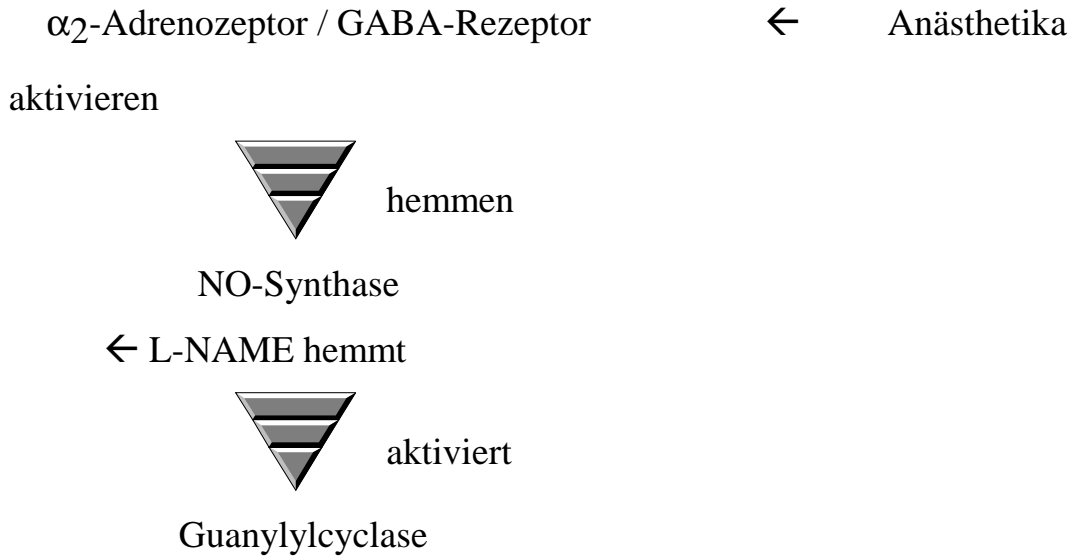 α2-Adrenozeptor / GABA-Rezeptor ← Anästhetika
aktivieren
hemmen
NO-Synthase
← L-NAME hemmt
aktiviert
Guanylylcyclase